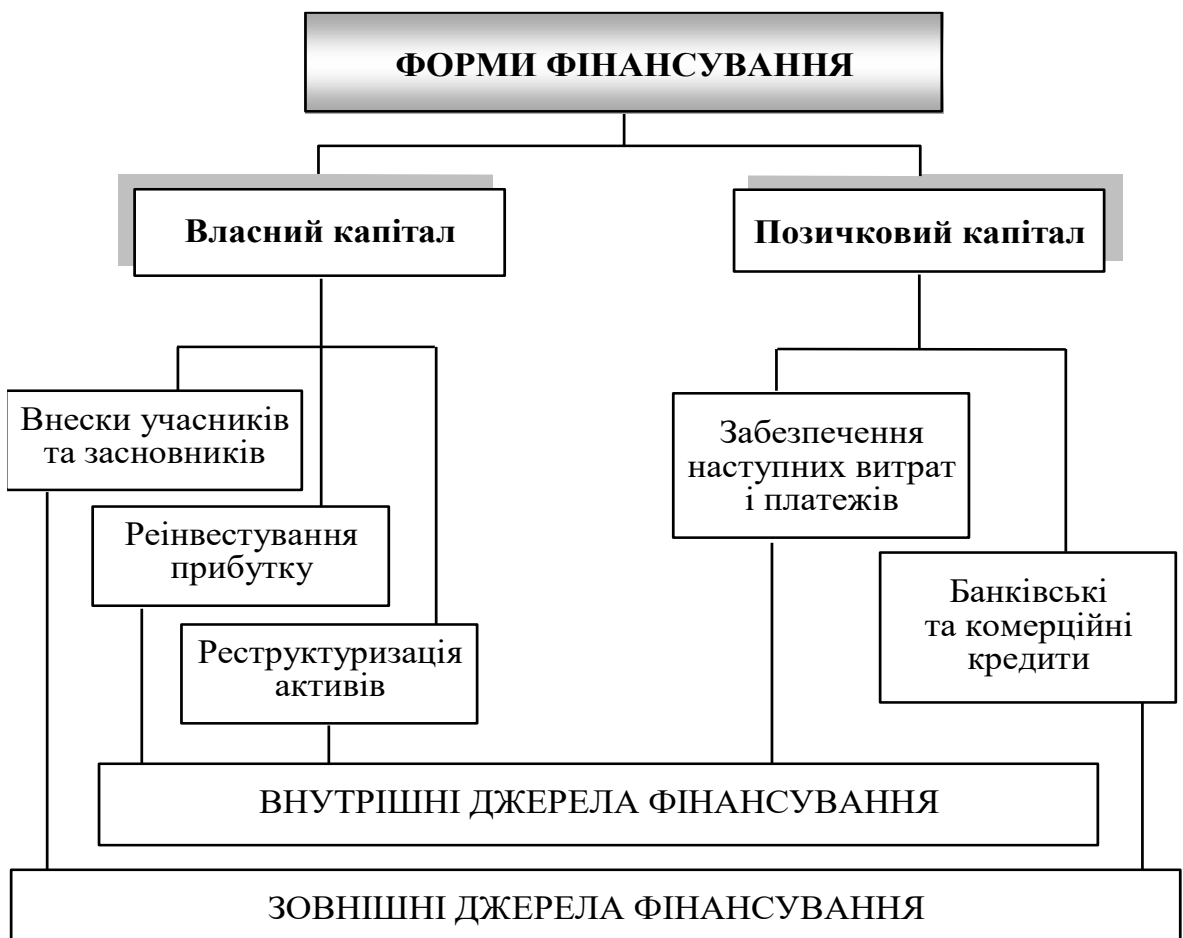 ФОРМИ ФІНАНСУВАННЯ
Власний капітал
Позичковий капітал
Внески учасників
та засновників
Реінвестування
прибутку
Реструктуризація
активів
Забезпечення
наступних витрат
і платежів
Банківські
та комерційні
кредити
ВНУТРІШНІ ДЖЕРЕЛА ФІНАНСУВАННЯ
ЗОВНІШНІ ДЖЕРЕЛА ФІНАНСУВАННЯ